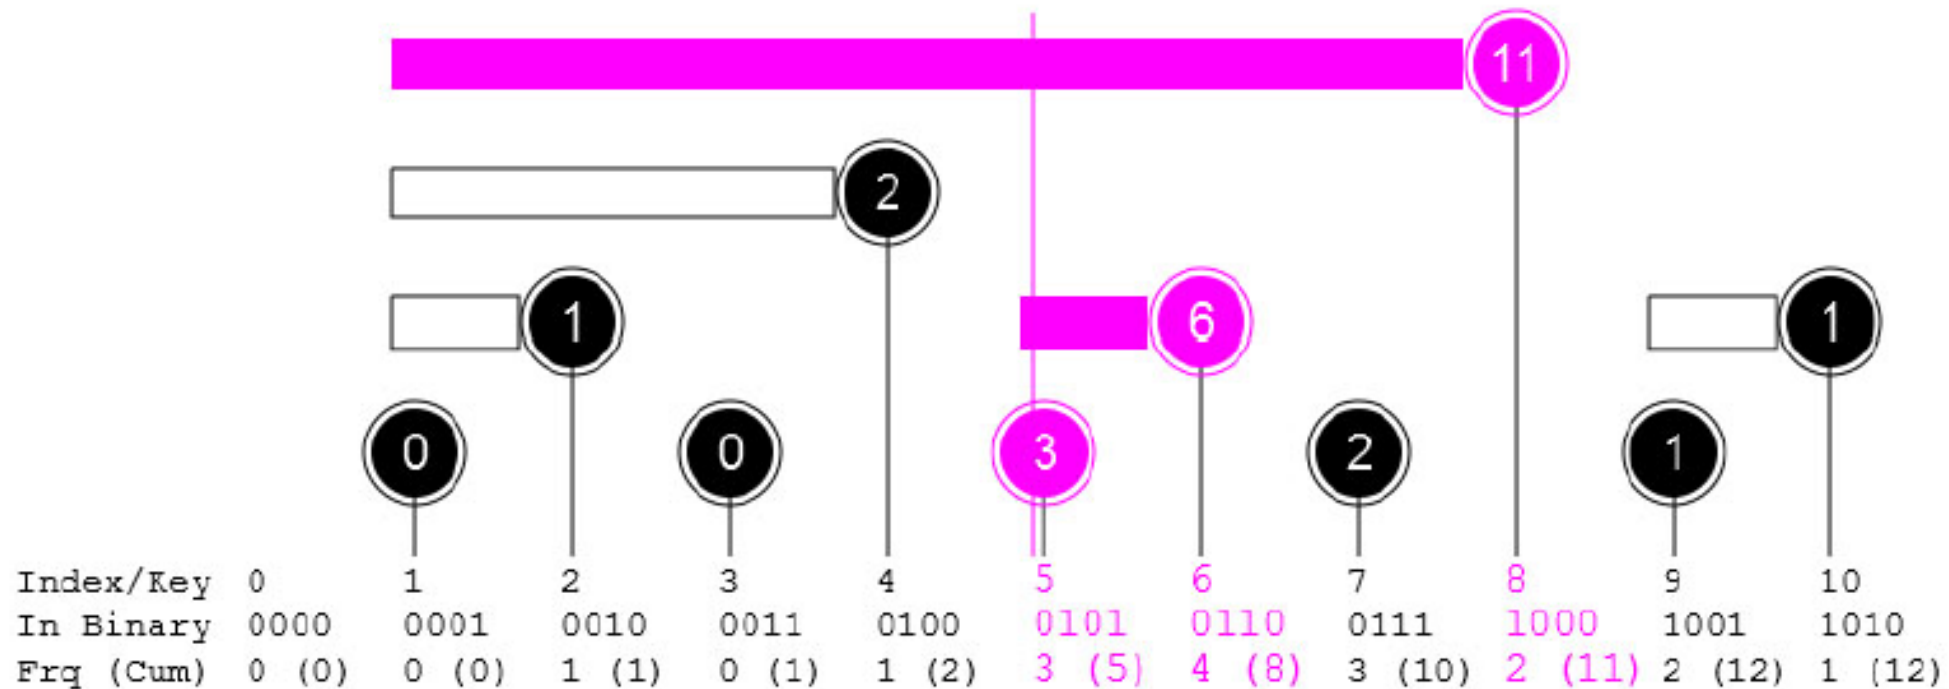 11
2
1 6 1
0 0 3 2 1
Index/Key 0 1 2 3 4 5 6 7 8 9 10
In Binary 0000 0001 0010 0011 0100 0101 0110 0111 1000 1001 1010
Frq (Cum) 0 (0) 0 (0) 1 (1) 0 (1) 1 (2) 3 (5) 4 (8) 3 (10) 2 (11) 2 (12) 1 (12)